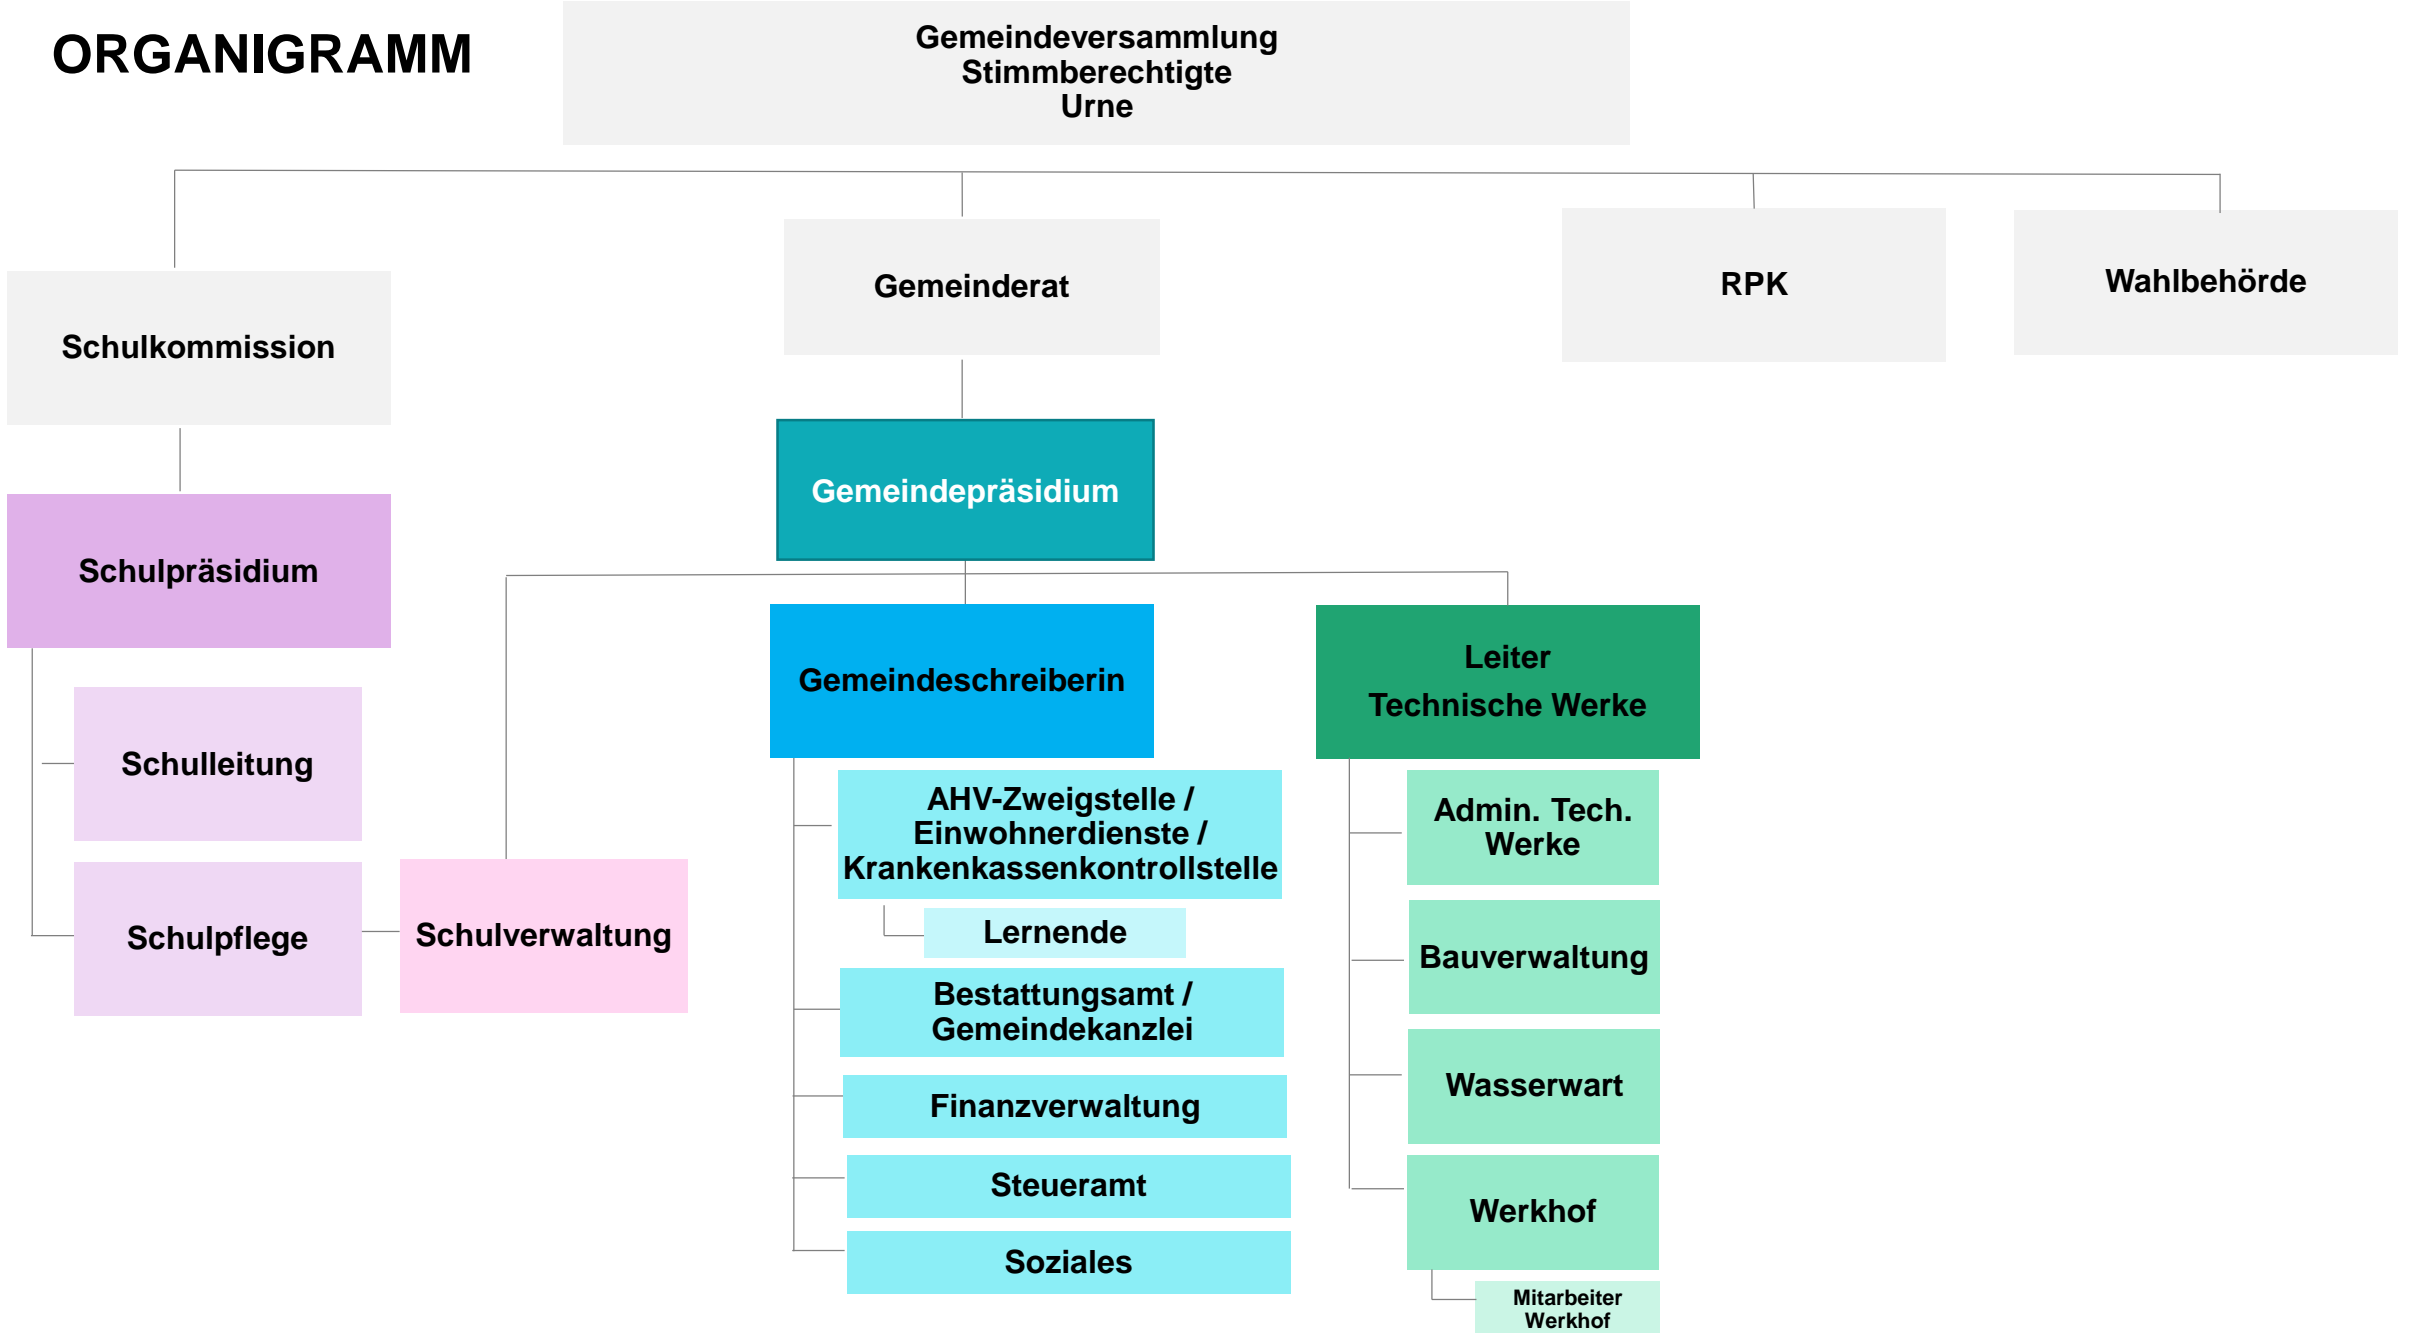 ORGANIGRAMM
Gemeindeversammlung
Stimmberechtigte
Urne
Schulkommission
Gemeinderat
RPK
Wahlbehörde
Gemeindepräsidium
Schulpräsidium
Schulleitung
Schulpflege
Schulverwaltung
Gemeindeschreiberin
AHV-Zweigstelle /
Einwohnerdienste /
Krankenkassenkontrollstelle
Lernende
Bestattungsamt /
Gemeindekanzlei
Finanzverwaltung
Steueramt
Soziales
Leiter
Technische Werke
Admin. Tech.
Werke
Bauverwaltung
Wasserwart
Werkhof
Mitarbeiter
Werkhof